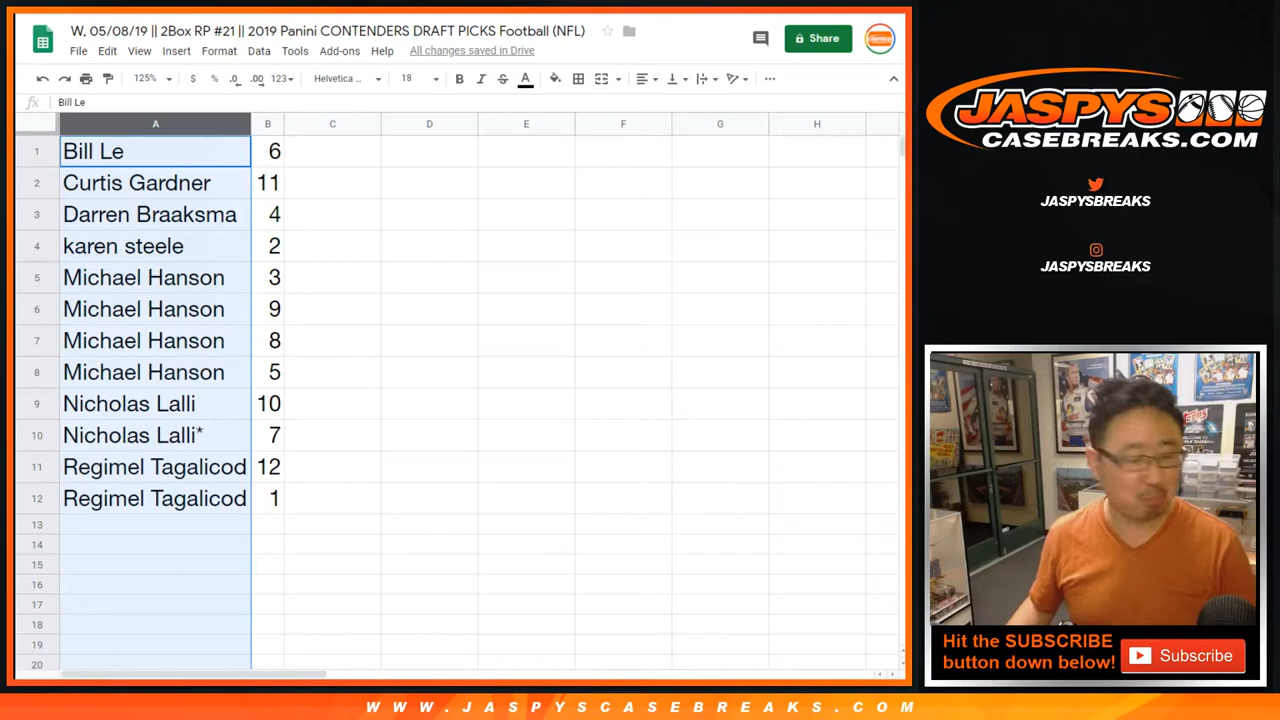 W, 05/08/19 || 2Box RP #21 || 2019 Panini CONTENDERS DRAFT PICKS Football (NFL)
File Edit View Insert Format Data Tools Add-ons Help All changes saved in Drive
Share
125% $ % .0 .00 123 Helvetica ... 18 B I S A
fx Bill Le
A B C D E F G H
1 Bill Le 6
2 Curtis Gardner 11
3 Darren Braaksma 4
4 karen steele 2
5 Michael Hanson 3
6 Michael Hanson 9
7 Michael Hanson 8
8 Michael Hanson 5
9 Nicholas Lalli 10
10 Nicholas Lalli* 7
11 Regimel Tagalicod 12
12 Regimel Tagalicod 1
13
14
15
16
17
18
19
20
JASPYS
CASEBREAKS.COM
JASPYSBREAKS
JASPYSBREAKS
TOPPS
Hit the SUBSCRIBE
button down below!
Subscribe
WWW.JASPYSCASEBREAKS.COM